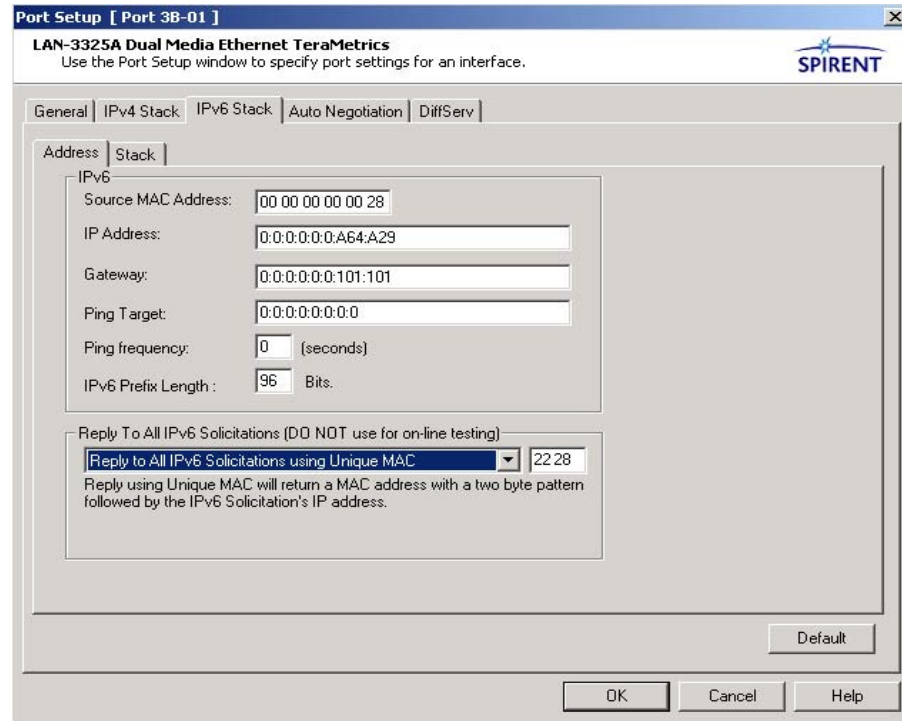 Port Setup [ Port 3B-01 ]
LAN-3325A Dual Media Ethernet TeraMetrics
Use the Port Setup window to specify port settings for an interface.
SPIRENT
General
IPv4 Stack
IPv6 Stack
Auto Negotiation
DiffServ
Address
Stack
IPv6
Source MAC Address: 00 00 00 00 00 28
IP Address: 0:0:0:0:0:0:A64:A29
Gateway: 0:0:0:0:0:0:101:101
Ping Target: 0:0:0:0:0:0:0:0
Ping frequency: 0 (seconds)
IPv6 Prefix Length : 96 Bits.
Reply To All IPv6 Solicitations (DO NOT use for on-line testing)
Reply to All IPv6 Solicitations using Unique MAC 22 28
Reply using Unique MAC will return a MAC address with a two byte pattern
followed by the IPv6 Solicitation's IP address.
Default
OK
Cancel
Help